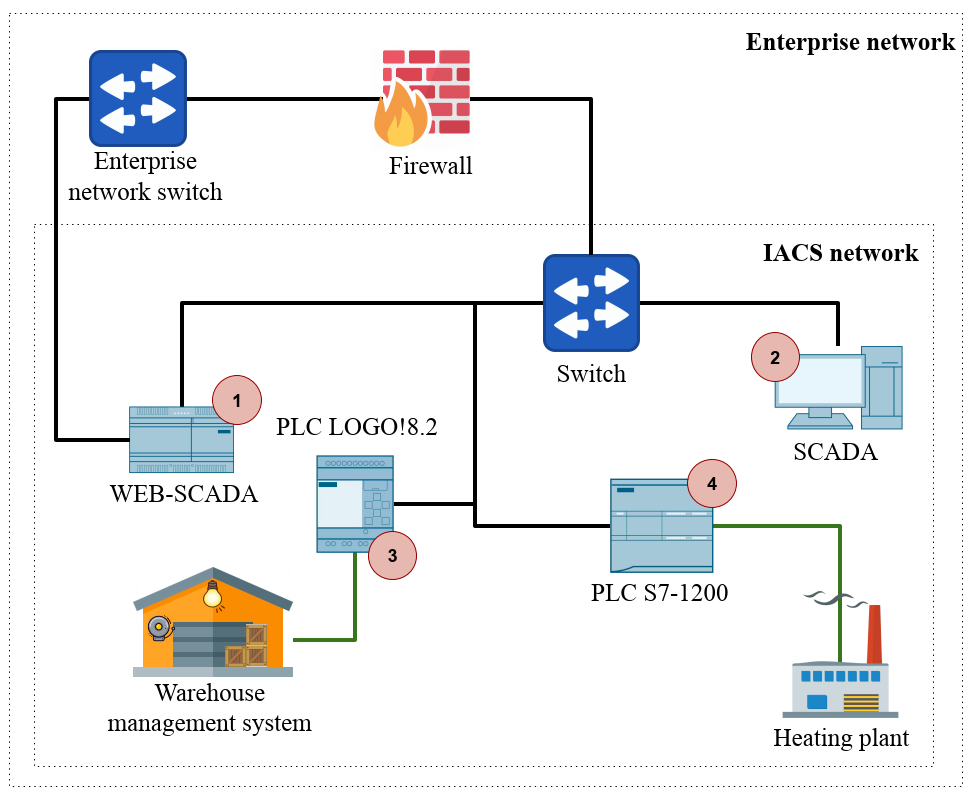 Enterprise network
Enterprise
network switch
Firewall
IACS network
Switch
2
1
PLC LOGO!8.2
SCADA
WEB-SCADA
4
3
PLC S7-1200
Warehouse
management system
Heating plant